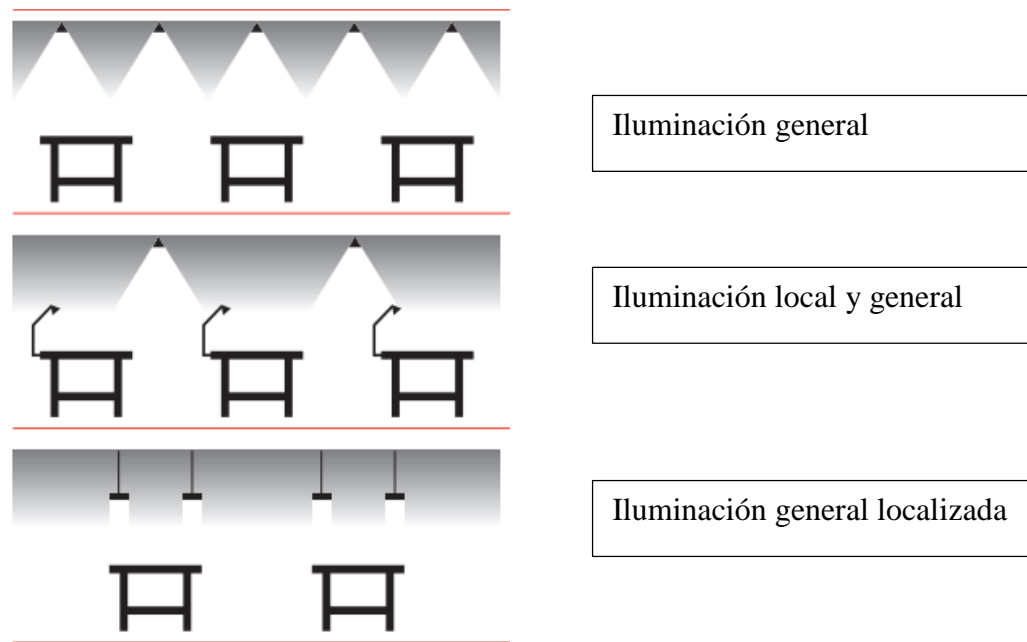 Iluminación general
Iluminación local y general
Iluminación general localizada